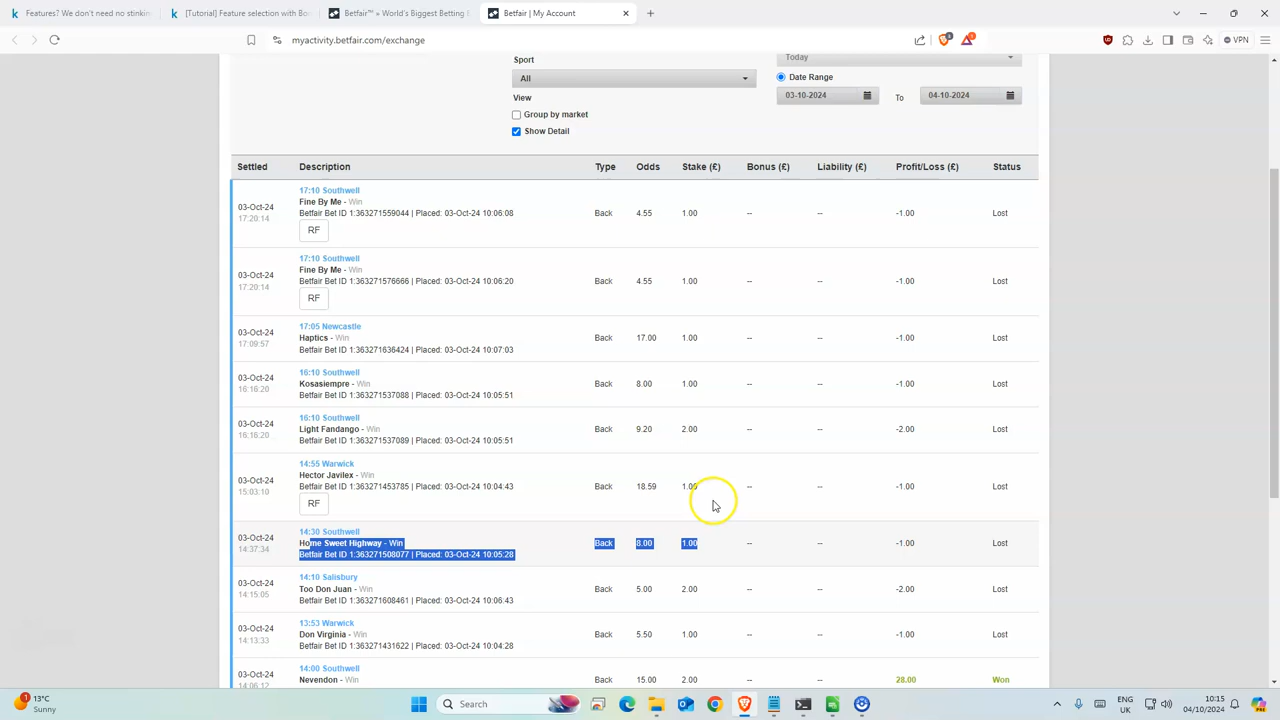 Features? We don't need no stinkin
[Tutorial] Feature selection with Bo
Betfair™ » World's Biggest Betting
Betfair | My Account
myactivity.betfair.com/exchange
VPN
Sport
Today
All
Date Range
View
03-10-2024
To
04-10-2024
Group by market
Show Detail
Settled Description Type Odds Stake (£) Bonus (£) Liability (£) Profit/Loss (£) Status
17:10 Southwell
03-Oct-24 Fine By Me - Win
17:20:14 Betfair Bet ID 1:363271559044 | Placed: 03-Oct-24 10:06:08 Back 4.55 1.00 -- -- -1.00 Lost
RF
17:10 Southwell
03-Oct-24 Fine By Me - Win
17:20:14 Betfair Bet ID 1:363271576666 | Placed: 03-Oct-24 10:06:20 Back 4.55 1.00 -- -- -1.00 Lost
RF
17:05 Newcastle
03-Oct-24 Haptics - Win Back 17.00 1.00 -- -- -1.00 Lost
17:09:57 Betfair Bet ID 1:363271636424 | Placed: 03-Oct-24 10:07:03
16:10 Southwell
03-Oct-24 Kosasiempre - Win Back 8.00 1.00 -- -- -1.00 Lost
16:16:20 Betfair Bet ID 1:363271537088 | Placed: 03-Oct-24 10:05:51
16:10 Southwell
03-Oct-24 Light Fandango - Win Back 9.20 2.00 -- -- -2.00 Lost
16:16:20 Betfair Bet ID 1:363271537089 | Placed: 03-Oct-24 10:05:51
14:55 Warwick
03-Oct-24 Hector Javilex - Win
15:03:10 Betfair Bet ID 1:363271453785 | Placed: 03-Oct-24 10:04:43 Back 18.59 1.00 -- -- -1.00 Lost
RF
14:30 Southwell
03-Oct-24 Home Sweet Highway - Win Back 8.00 1.00 -- -- -1.00 Lost
14:37:34 Betfair Bet ID 1:363271508077 | Placed: 03-Oct-24 10:05:28
14:10 Salisbury
03-Oct-24 Too Don Juan - Win Back 5.00 2.00 -- -- -2.00 Lost
14:15:05 Betfair Bet ID 1:363271608461 | Placed: 03-Oct-24 10:06:43
13:53 Warwick
03-Oct-24 Don Virginia - Win Back 5.50 1.00 -- -- -1.00 Lost
14:13:33 Betfair Bet ID 1:363271431622 | Placed: 03-Oct-24 10:04:28
14:00 Southwell
03-Oct-24 Nevendon - Win Back 15.00 2.00 -- -- 28.00 Won
14:06:12
13°C
Sunny
Search
ENG
UK
10:15
04/10/2024